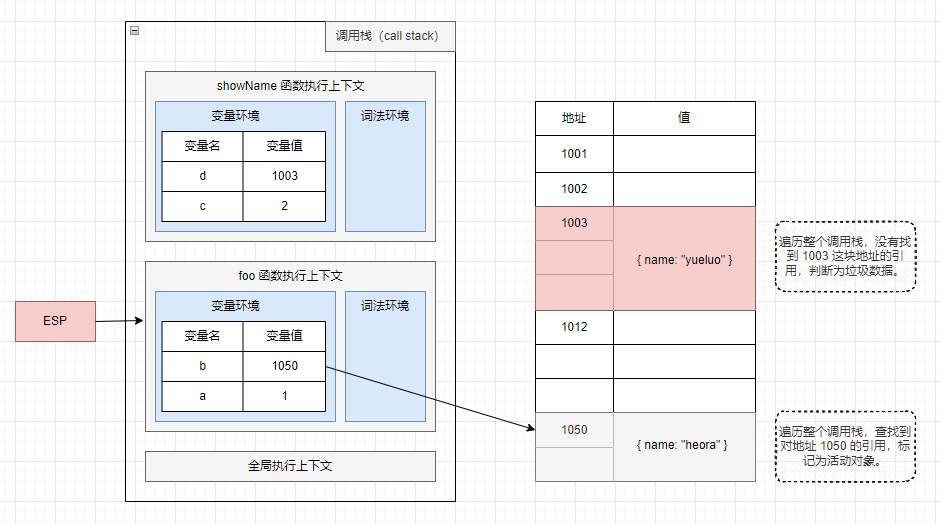 调用栈（call stack）
showName 函数执行上下文
变量环境
词法环境
变量名
变量值
d
1003
c
2
foo 函数执行上下文
变量环境
词法环境
变量名
变量值
b
1050
a
1
全局执行上下文
ESP
地址
值
1001
1002
1003
{ name: "yueluo" }
1012
1050
{ name: "heora" }
遍历整个调用栈，没有找
到 1003 这块地址的引
用，判断为垃圾数据。
遍历整个调用栈，查找到
对地址 1050 的引用，标
记为活动对象。